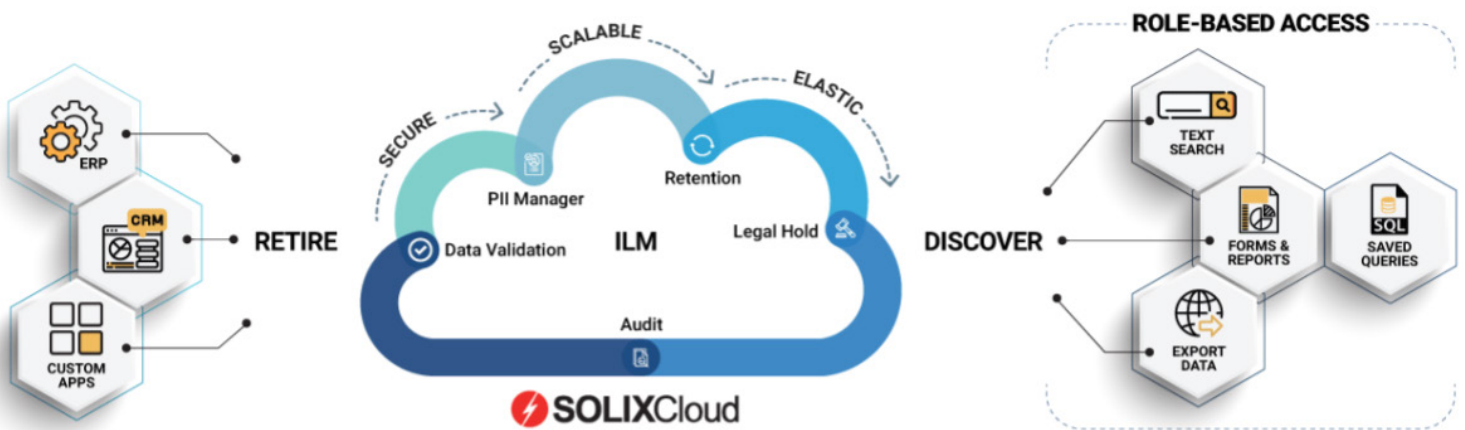 ERP
CRM
CUSTOM
APPS
RETIRE
SECURE
SCALABLE
ELASTIC
PII Manager
Retention
Data Validation
ILM
Legal Hold
Audit
SOLIXCloud
DISCOVER
ROLE-BASED ACCESS
TEXT
SEARCH
FORMS &
REPORTS
SQL
SAVED
QUERIES
EXPORT
DATA